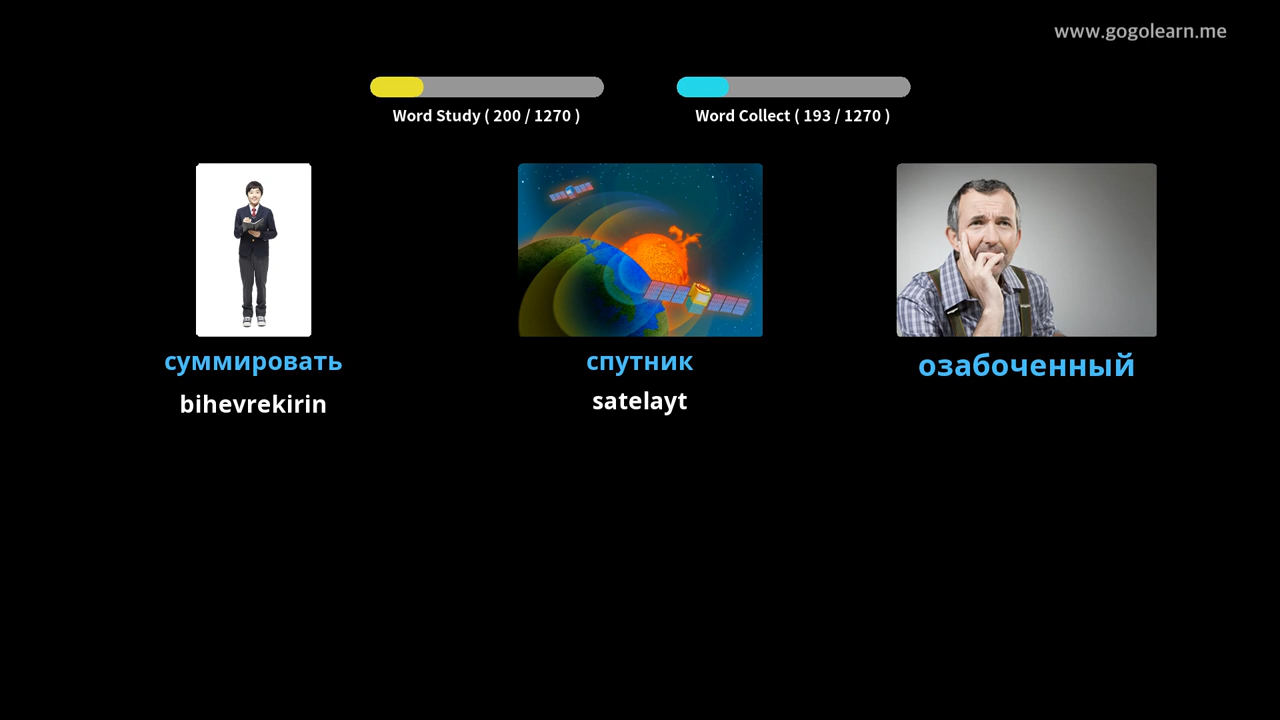 www.gogolearn.me
Word Study ( 200 / 1270 )
Word Collect ( 193 / 1270 )
суммировать
bihevrekirin
спутник
satelayt
озабоченный